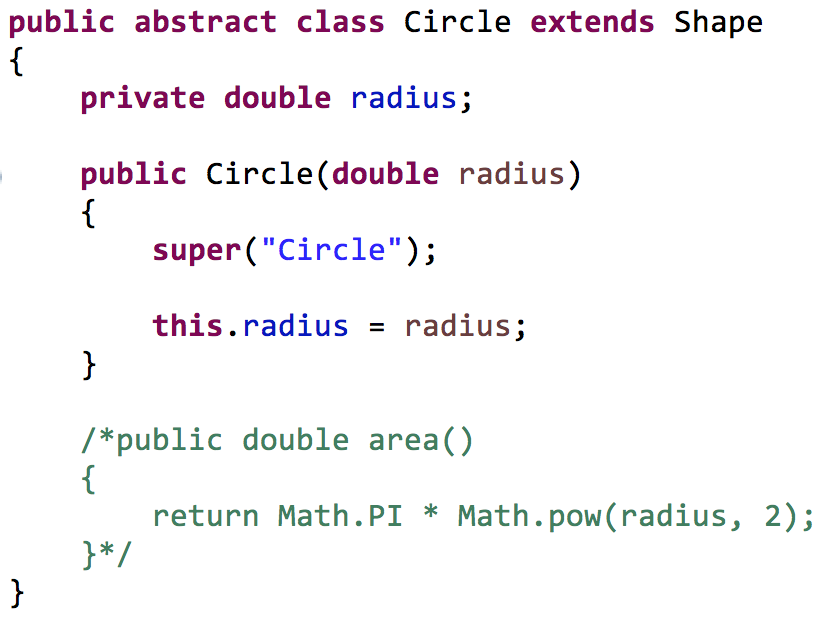 public abstract class Circle extends Shape
{
    private double radius;

    public Circle(double radius)
    {
        super("Circle");

        this.radius = radius;
    }

    /*public double area()
    {
        return Math.PI * Math.pow(radius, 2);
    }*/
}